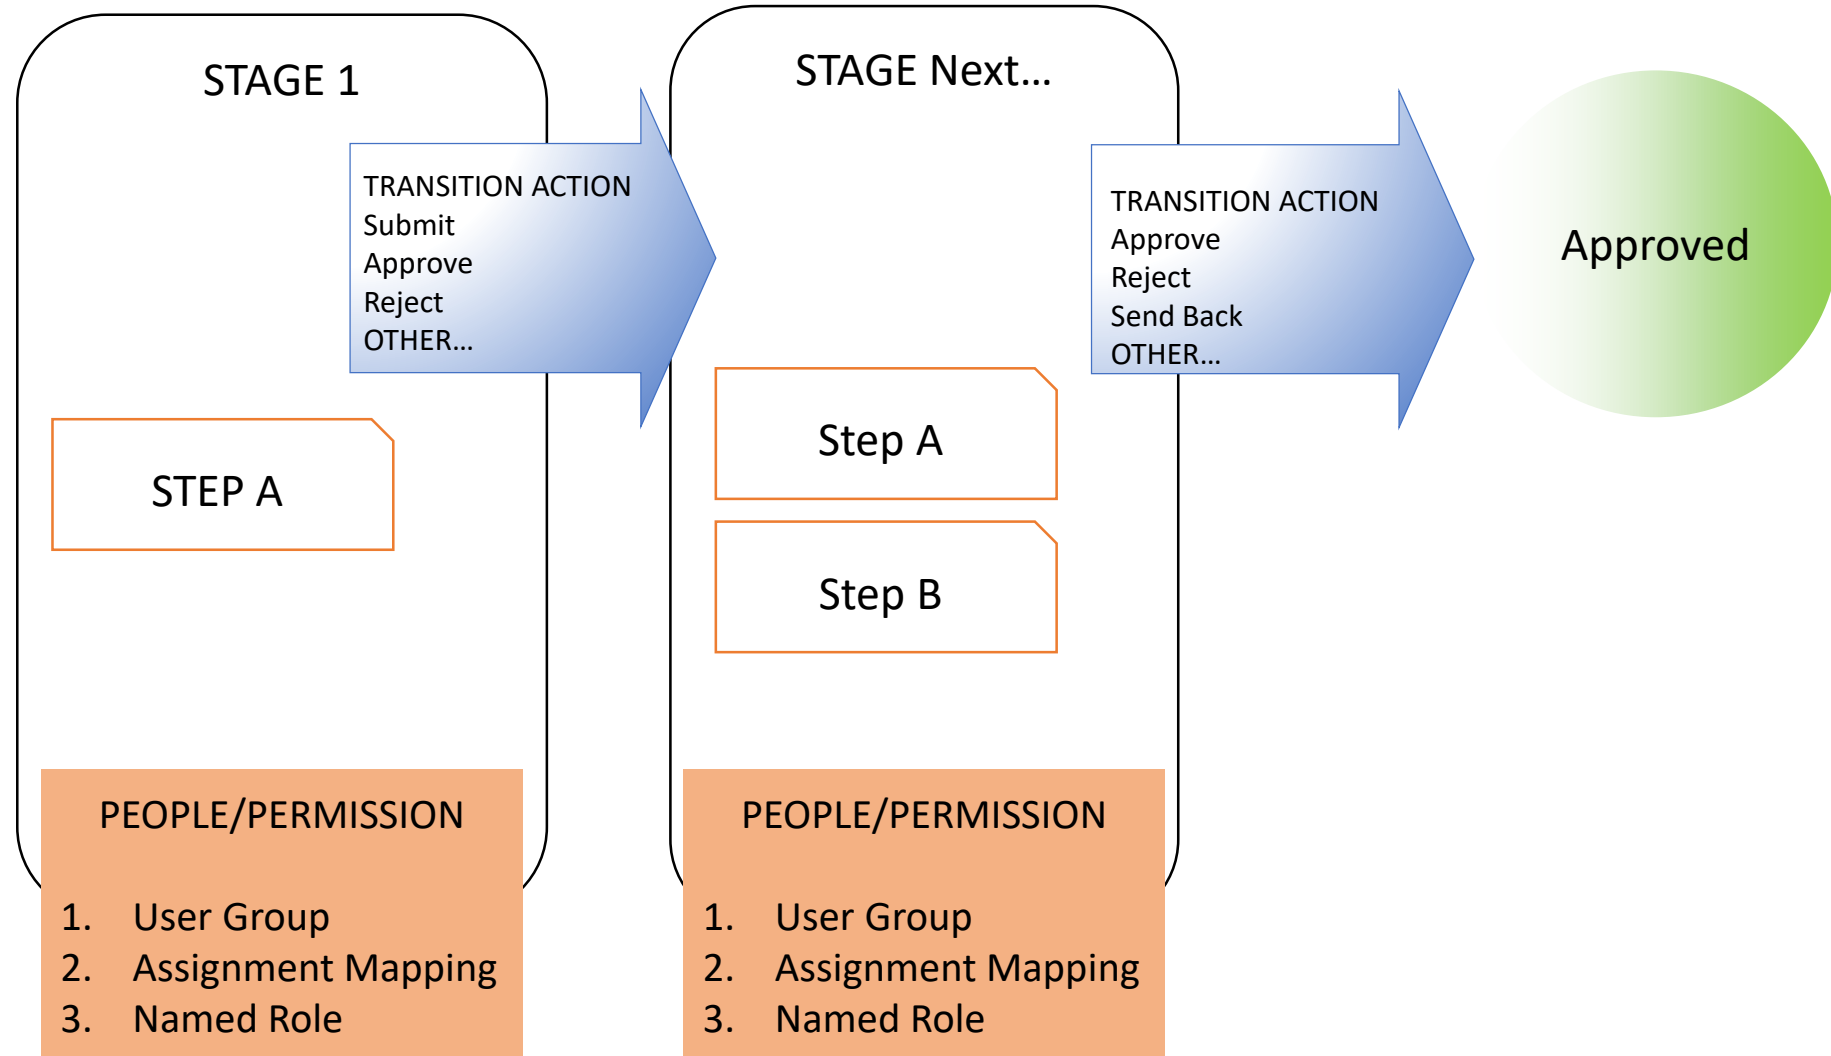 STAGE 1
TRANSITION ACTION
Submit
Approve
Reject
OTHER...
STEP A
PEOPLE/PERMISSION
1. User Group
2. Assignment Mapping
3. Named Role
STAGE Next...
TRANSITION ACTION
Approve
Reject
Send Back
OTHER...
Step A
Step B
PEOPLE/PERMISSION
1. User Group
2. Assignment Mapping
3. Named Role
Approved